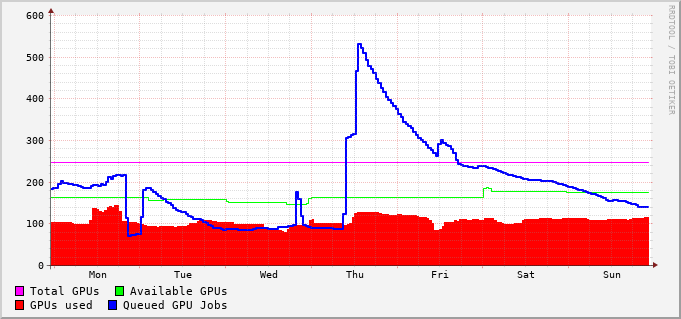 600
500
400
300
200
100
0
Mon Tue Wed Thu Fri Sat Sun
Total GPUs Available GPUs
GPUs used Queued GPU Jobs
RRDTOOL / TOBI OETIKER